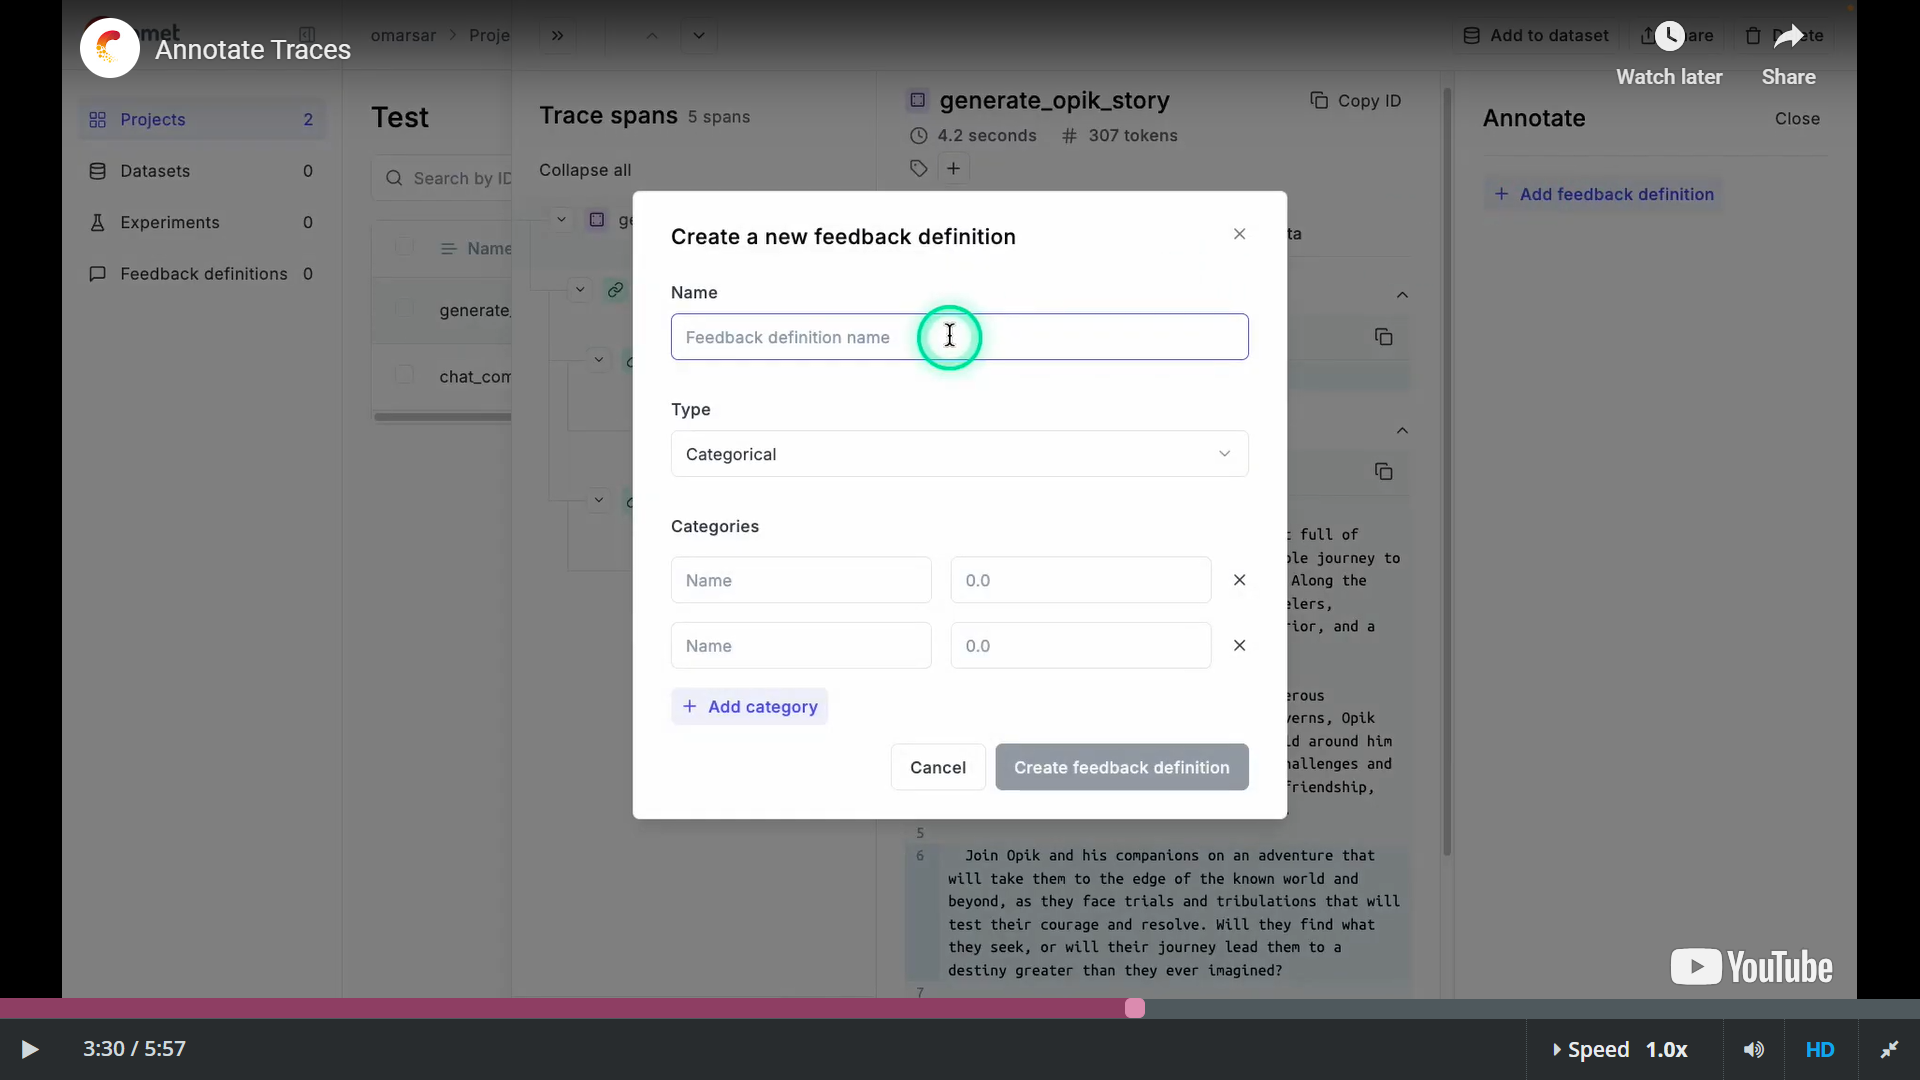 Annotate Traces
omarsar
Proje
Add to dataset
Watch later
Share
Projects 2
Datasets 0
Experiments 0
Feedback definitions 0
Test
Search by ID
Name
generate_
chat_com
Trace spans 5 spans
Collapse all
ge
generate_opik_story
Copy ID
4.2 seconds # 307 tokens
Annotate
Close
+ Add feedback definition
Create a new feedback definition
Name
Feedback definition name
Type
Categorical
Categories
Name 0.0
Name 0.0
+ Add category
Cancel
Create feedback definition
ta
full of
ble journey to
Along the
elers,
rior, and a
erous
verns, Opik
ld around him
hallenges and
friendship,
5
6 Join Opik and his companions on an adventure that
will take them to the edge of the known world and
beyond, as they face trials and tribulations that will
test their courage and resolve. Will they find what
they seek, or will their journey lead them to a
destiny greater than they ever imagined?
7
YouTube
3:30 / 5:57
Speed 1.0x
HD